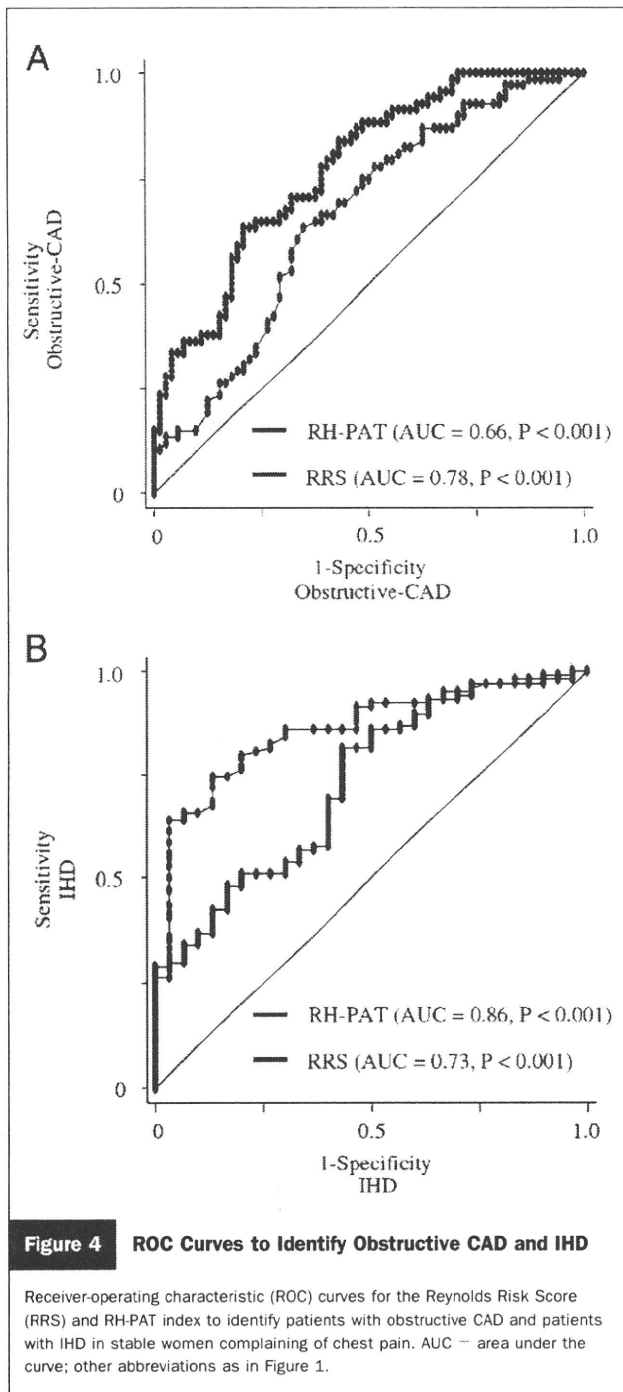 A
1.0
0.5
0
Sensitivity
Obstructive-CAD
RH-PAT (AUC = 0.66, P < 0.001)
RRS (AUC = 0.78, P < 0.001)
0
0.5
1.0
1-Specificity
Obstructive-CAD
B
1.0
0.5
0
Sensitivity
IHD
RH-PAT (AUC = 0.86, P < 0.001)
RRS (AUC = 0.73, P < 0.001)
0
0.5
1.0
1-Specificity
IHD
Figure 4 ROC Curves to Identify Obstructive CAD and IHD
Receiver-operating characteristic (ROC) curves for the Reynolds Risk Score
(RRS) and RH-PAT index to identify patients with obstructive CAD and patients
with IHD in stable women complaining of chest pain. AUC – area under the
curve; other abbreviations as in Figure 1.